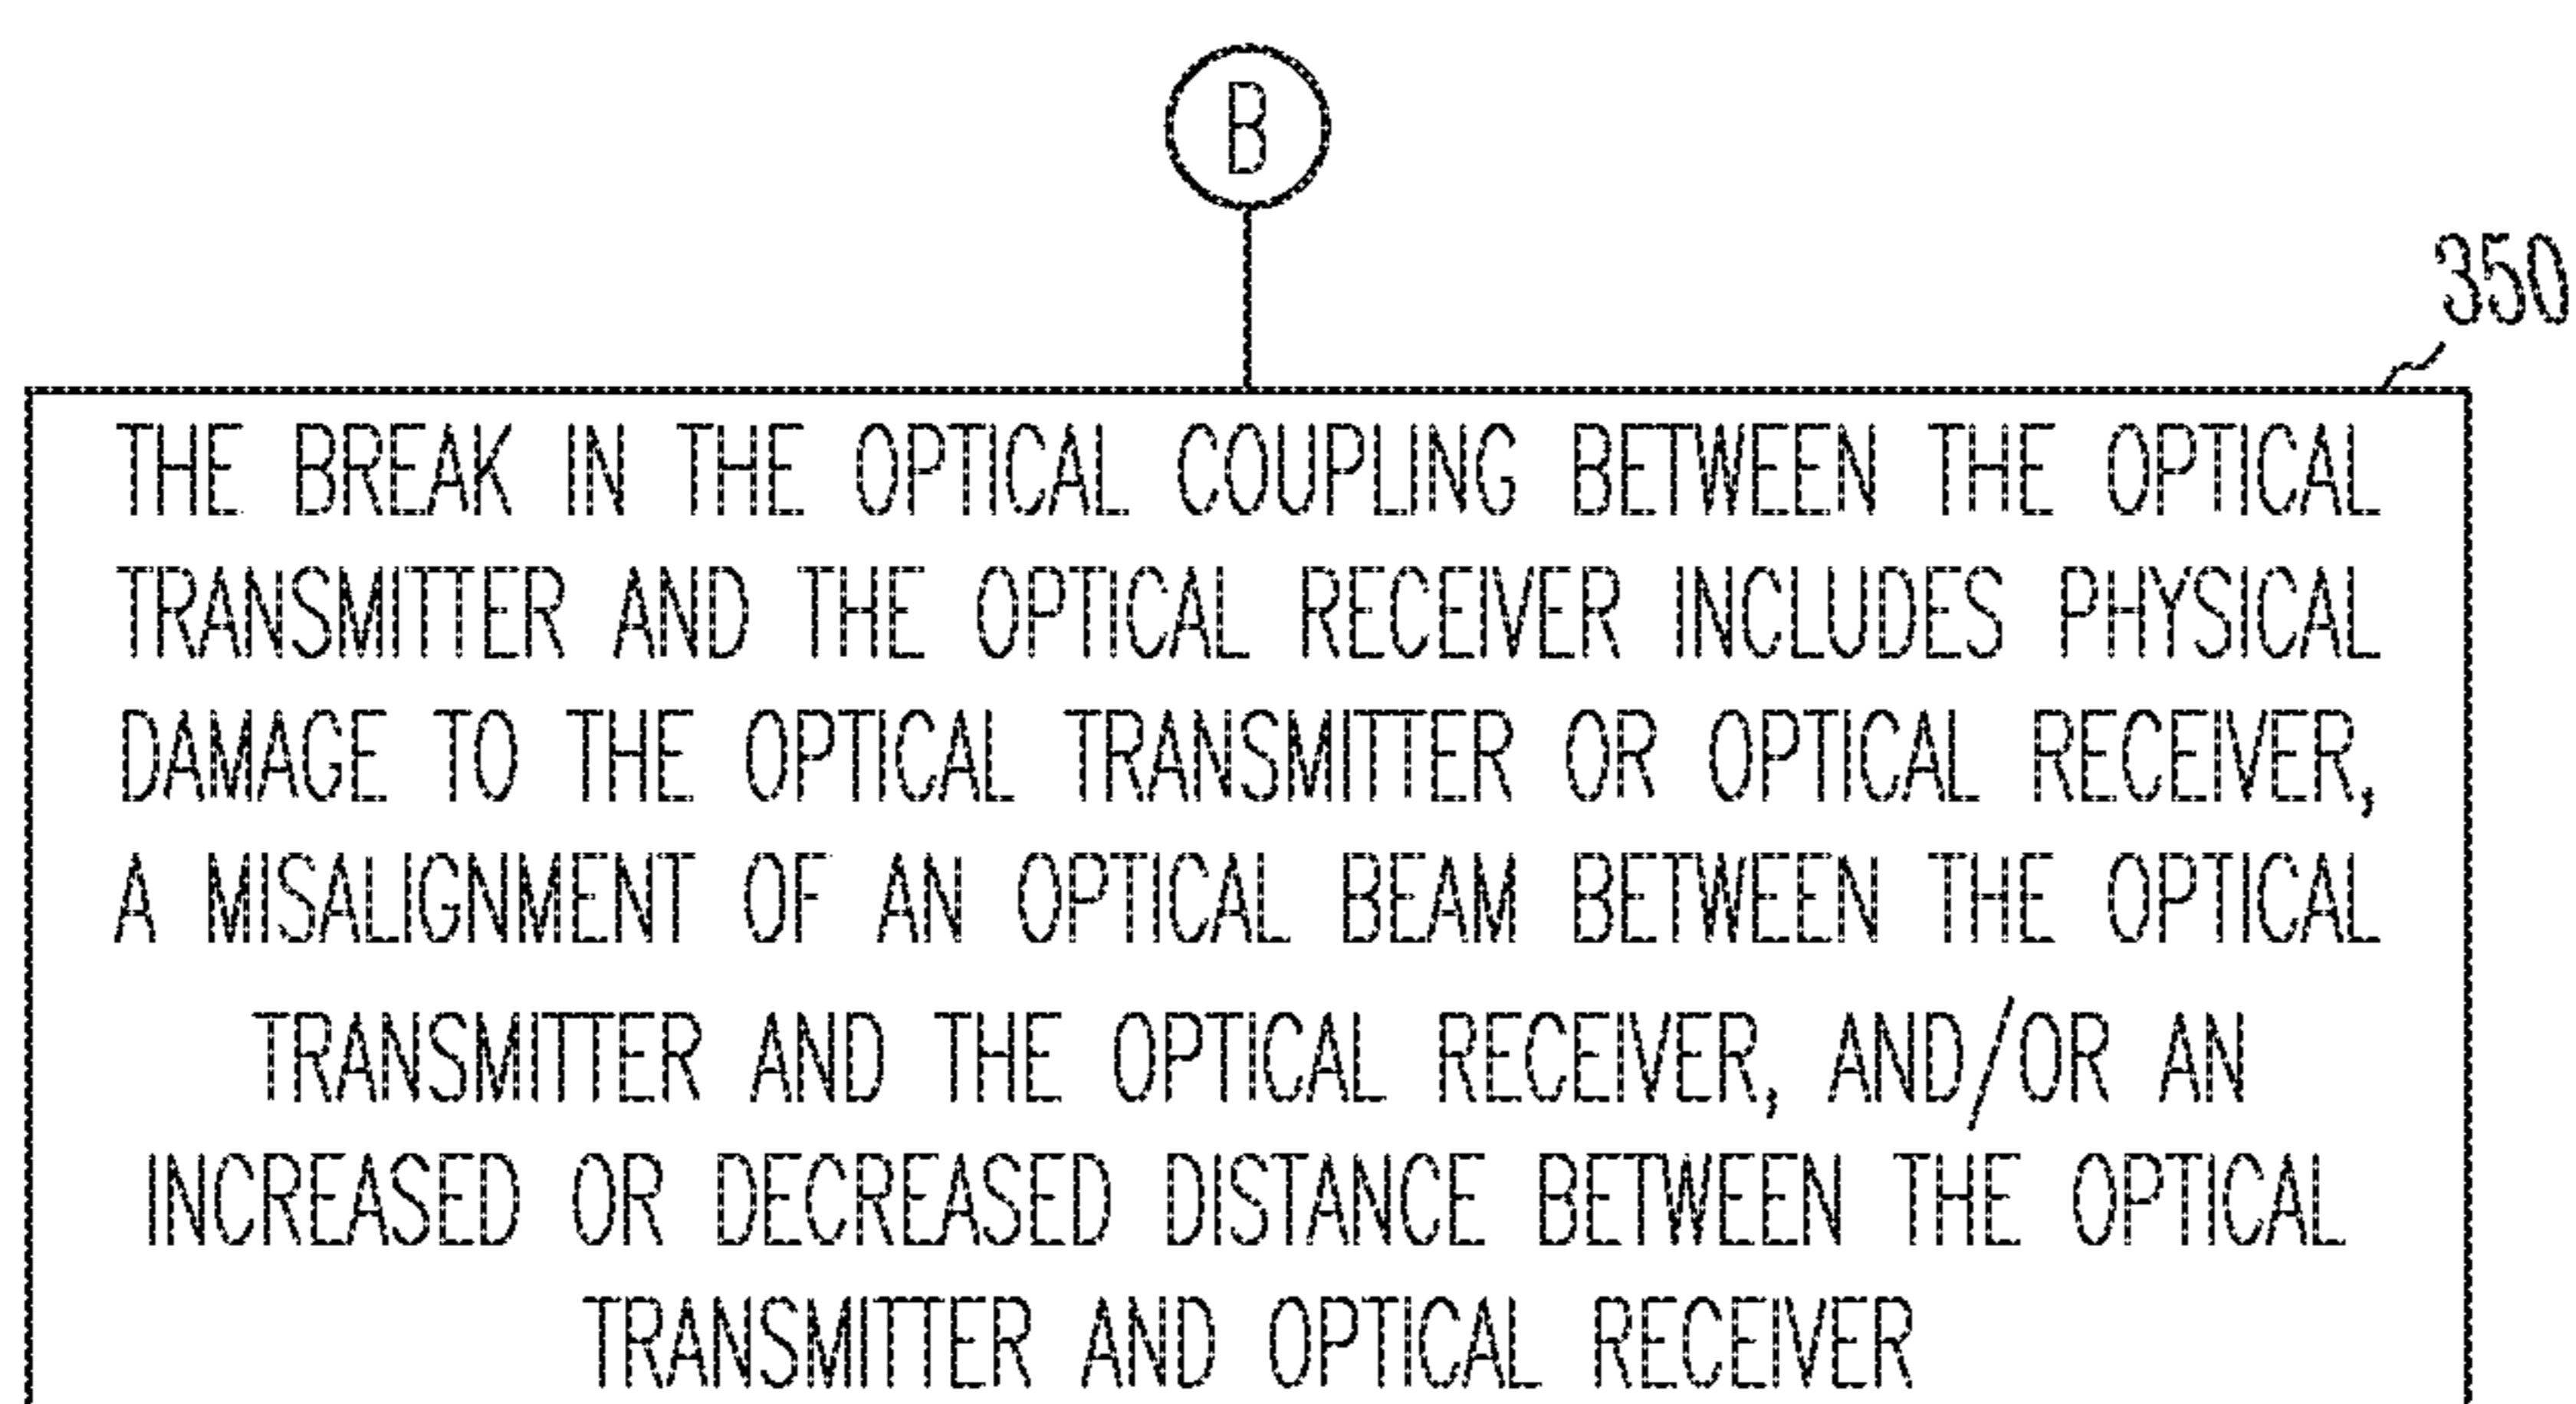 B
350
THE BREAK IN THE OPTICAL COUPLING BETWEEN THE OPTICAL
TRANSMITTER AND THE OPTICAL RECEIVER INCLUDES PHYSICAL
DAMAGE TO THE OPTICAL TRANSMITTER OR OPTICAL RECEIVER,
A MISALIGNMENT OF AN OPTICAL BEAM BETWEEN THE OPTICAL
TRANSMITTER AND THE OPTICAL RECEIVER, AND/OR AN
INCREASED OR DECREASED DISTANCE BETWEEN THE OPTICAL
TRANSMITTER AND OPTICAL RECEIVER